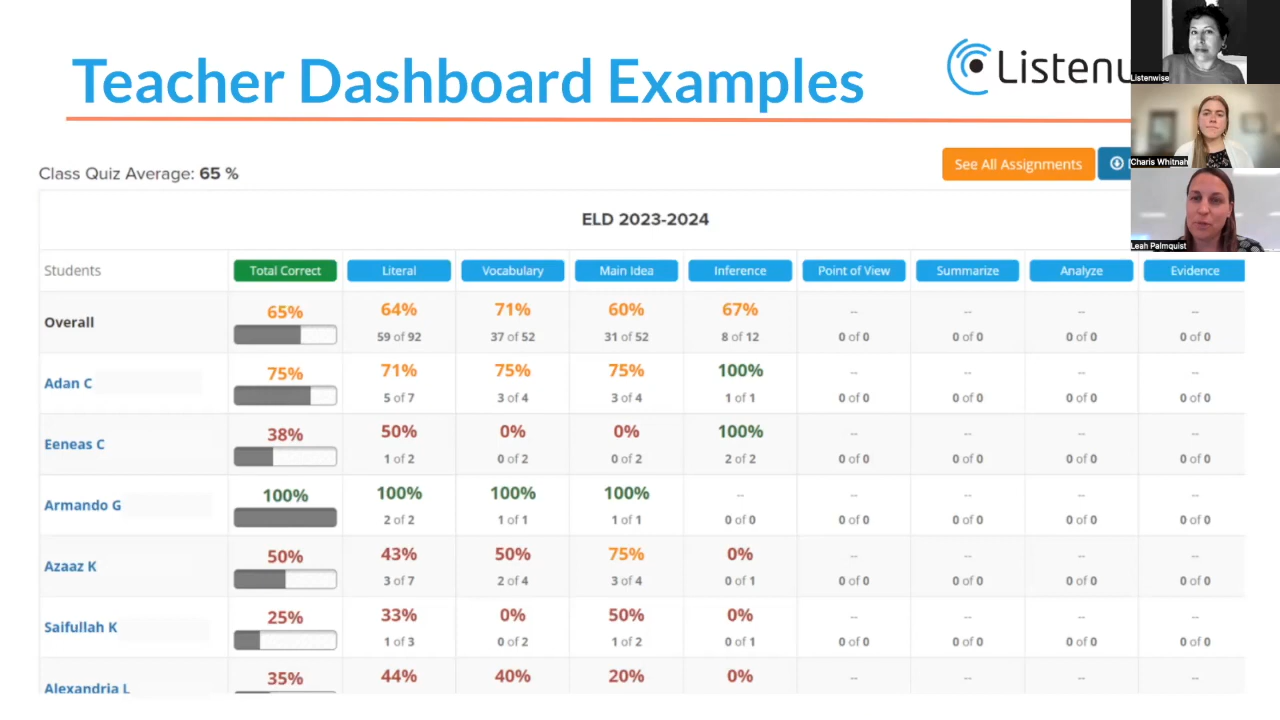 Teacher Dashboard Examples
Listenw
Listenwise
Charis Whitnah
Leah Palmquist
Class Quiz Average: 65 %
See All Assignments
ELD 2023-2024
Students Total Correct Literal Vocabulary Main Idea Inference Point of View Summarize Analyze Evidence
65% 64% 71% 60% 67% -- -- -- --
Overall
59 of 92 37 of 52 31 of 52 8 of 12 0 of 0 0 of 0 0 of 0 0 of 0
75% 71% 75% 75% 100% -- -- -- --
Adan C
5 of 7 3 of 4 3 of 4 1 of 1 0 of 0 0 of 0 0 of 0 0 of 0
38% 50% 0% 0% 100% -- -- -- --
Eeneas C
1 of 2 0 of 2 0 of 2 2 of 2 0 of 0 0 of 0 0 of 0 0 of 0
100% 100% 100% 100% -- -- -- -- --
Armando G
2 of 2 1 of 1 1 of 1 0 of 0 0 of 0 0 of 0 0 of 0 0 of 0
50% 43% 50% 75% 0% -- -- -- --
Azaaz K
3 of 7 2 of 4 3 of 4 0 of 1 0 of 0 0 of 0 0 of 0 0 of 0
25% 33% 0% 50% 0% -- -- -- --
Saifullah K
1 of 3 0 of 2 1 of 2 0 of 1 0 of 0 0 of 0 0 of 0 0 of 0
35% 44% 40% 20% 0% -- -- -- --
Alexandria L